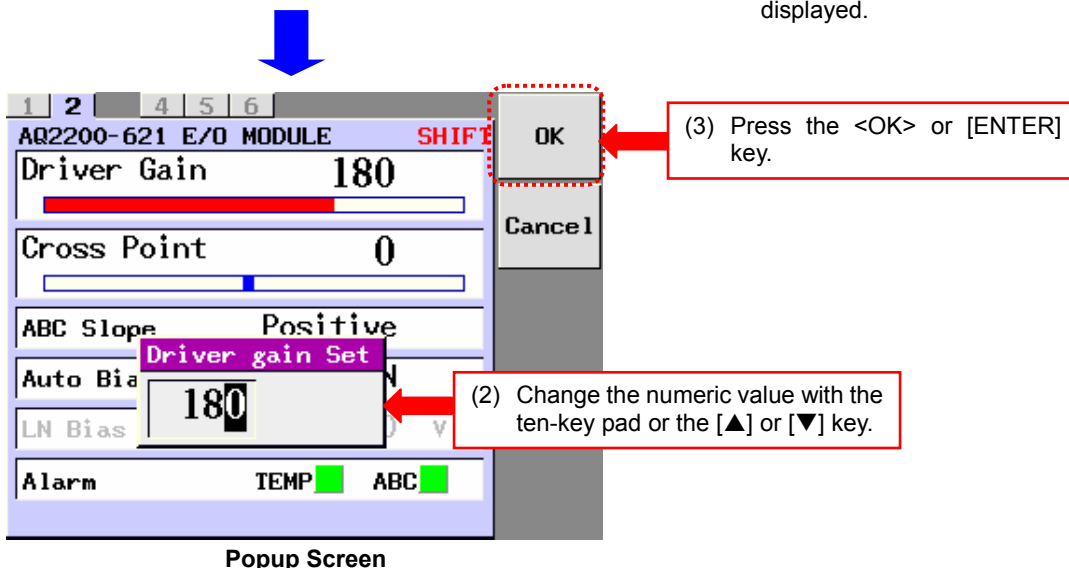 displayed.
1 2 4 5 6
AQ2200-621 E/O MODULE SHIFT
OK
(3) Press the <OK> or [ENTER]
key.
Driver Gain 180
Cancel
Cross Point 0
ABC Slope Positive
Driver gain Set
Auto Bia N
180
(2) Change the numeric value with the
ten-key pad or the [▲] or [▼] key.
LN Bias V
Alarm TEMP ABC
Popup Screen